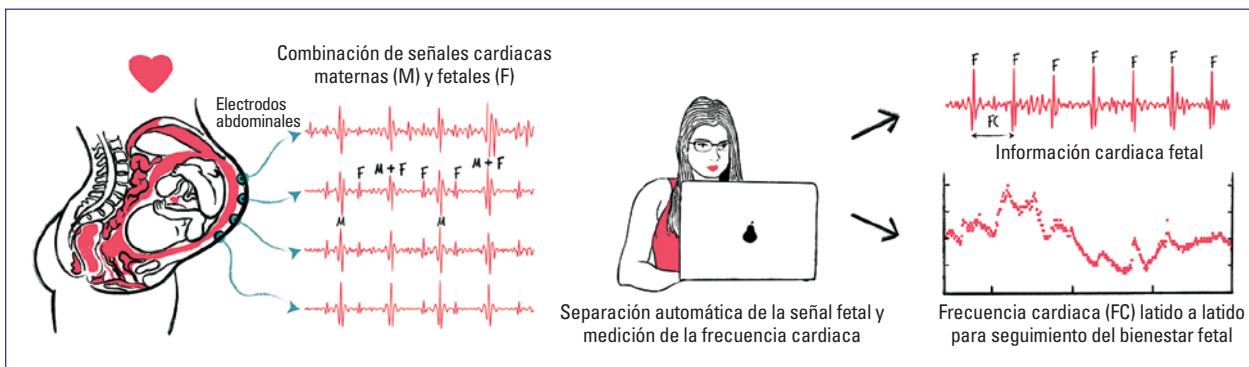 Combinación de señales cardiacas
maternas (M) y fetales (F)
Electrodos
abdominales
F M+F F F M+F
M M
Separación automática de la señal fetal y
medición de la frecuencia cardiaca
F F F F F F F
FC
Información cardiaca fetal
Frecuencia cardiaca (FC) latido a latido
para seguimiento del bienestar fetal